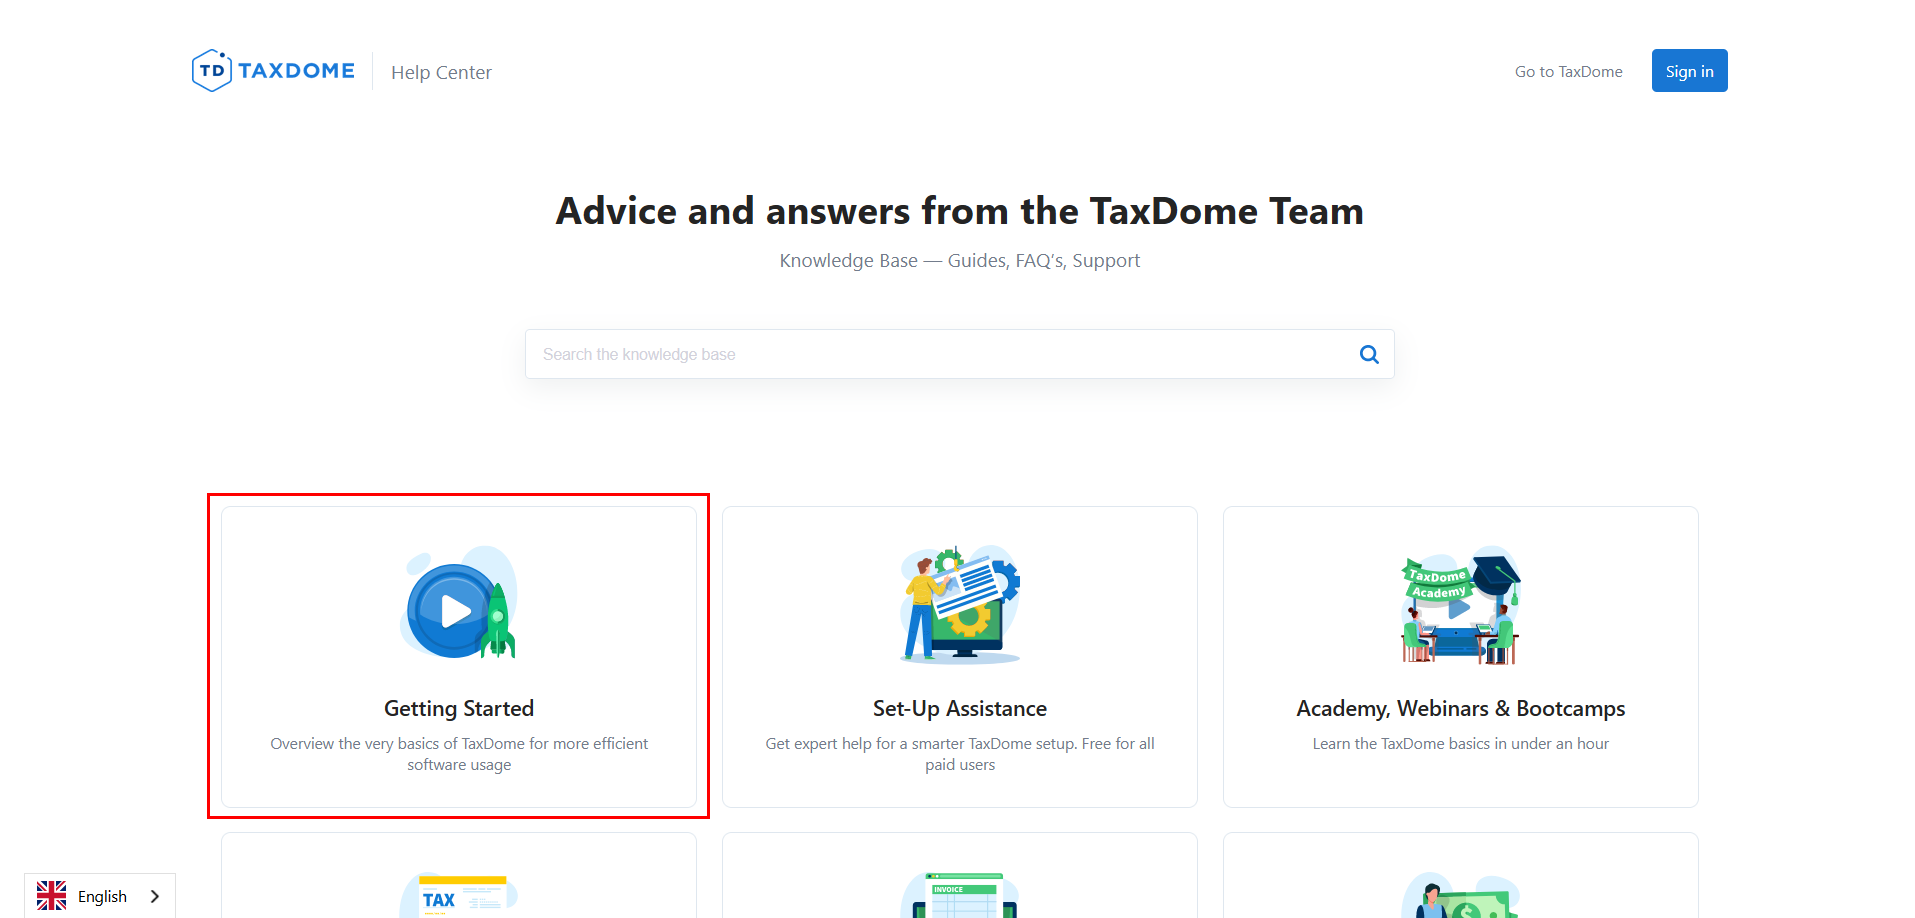 TD TAXDOME Help Center Go to TaxDome Sign in
Advice and answers from the TaxDome Team
Knowledge Base — Guides, FAQ’s, Support
Search the knowledge base
TaxDome
Academy
Getting Started
Overview the very basics of TaxDome for more efficient
software usage
Set-Up Assistance
Get expert help for a smarter TaxDome setup. Free for all
paid users
Academy, Webinars & Bootcamps
Learn the TaxDome basics in under an hour
TAX
INVOICE
English